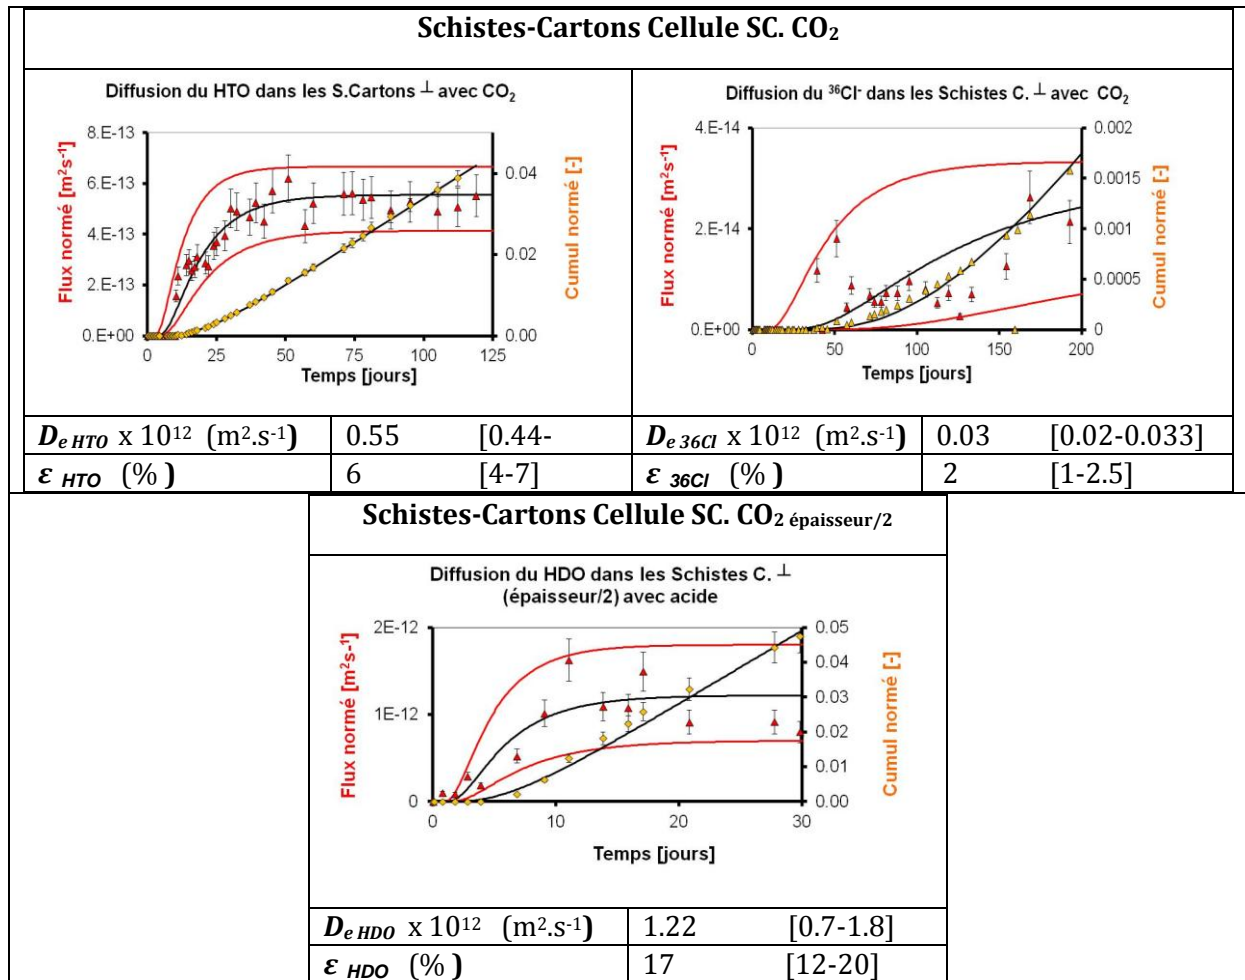 Schistes-Cartons Cellule SC. CO2
Diffusion du HTO dans les S.Cartons ⊥ avec CO2
Flux normé [m²s-1]
8.E-13
6.E-13
4.E-13
2.E-13
0.E+00
0.04
0.02
0.00
Cumul normé [-]
0 25 50 75 100 125
Temps [jours]
Diffusion du 36Cl- dans les Schistes C. ⊥ avec CO2
Flux normé [m²s-1]
4.E-14
2.E-14
0.E+00
0.002
0.0015
0.001
0.0005
0
Cumul normé [-]
0 50 100 150 200
Temps [jours]
De HTO x 10¹² (m².s-1) 0.55 [0.44-
ε HTO (%) 6 [4-7]
De 36Cl x 10¹² (m².s-1) 0.03 [0.02-0.033]
ε 36Cl (%) 2 [1-2.5]
Schistes-Cartons Cellule SC. CO2 épaisseur/2
Diffusion du HDO dans les Schistes C. ⊥
(épaisseur/2) avec acide
Flux normé [m²s-1]
2E-12
1E-12
0
0.05
0.04
0.03
0.02
0.01
0.00
Cumul normé [-]
0 10 20 30
Temps [jours]
De HDO x 10¹² (m².s-1) 1.22 [0.7-1.8]
ε HDO (%) 17 [12-20]